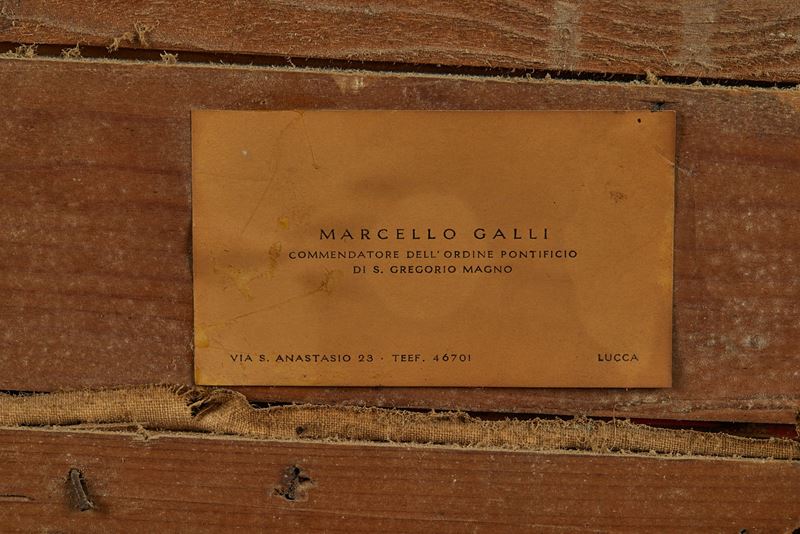 MARCELLO GALLI
COMMENDATORE DELL'ORDINE PONTIFICIO
DI S. GREGORIO MAGNO
VIA S. ANASTASIO 23 · TEEF. 46701 LUCCA